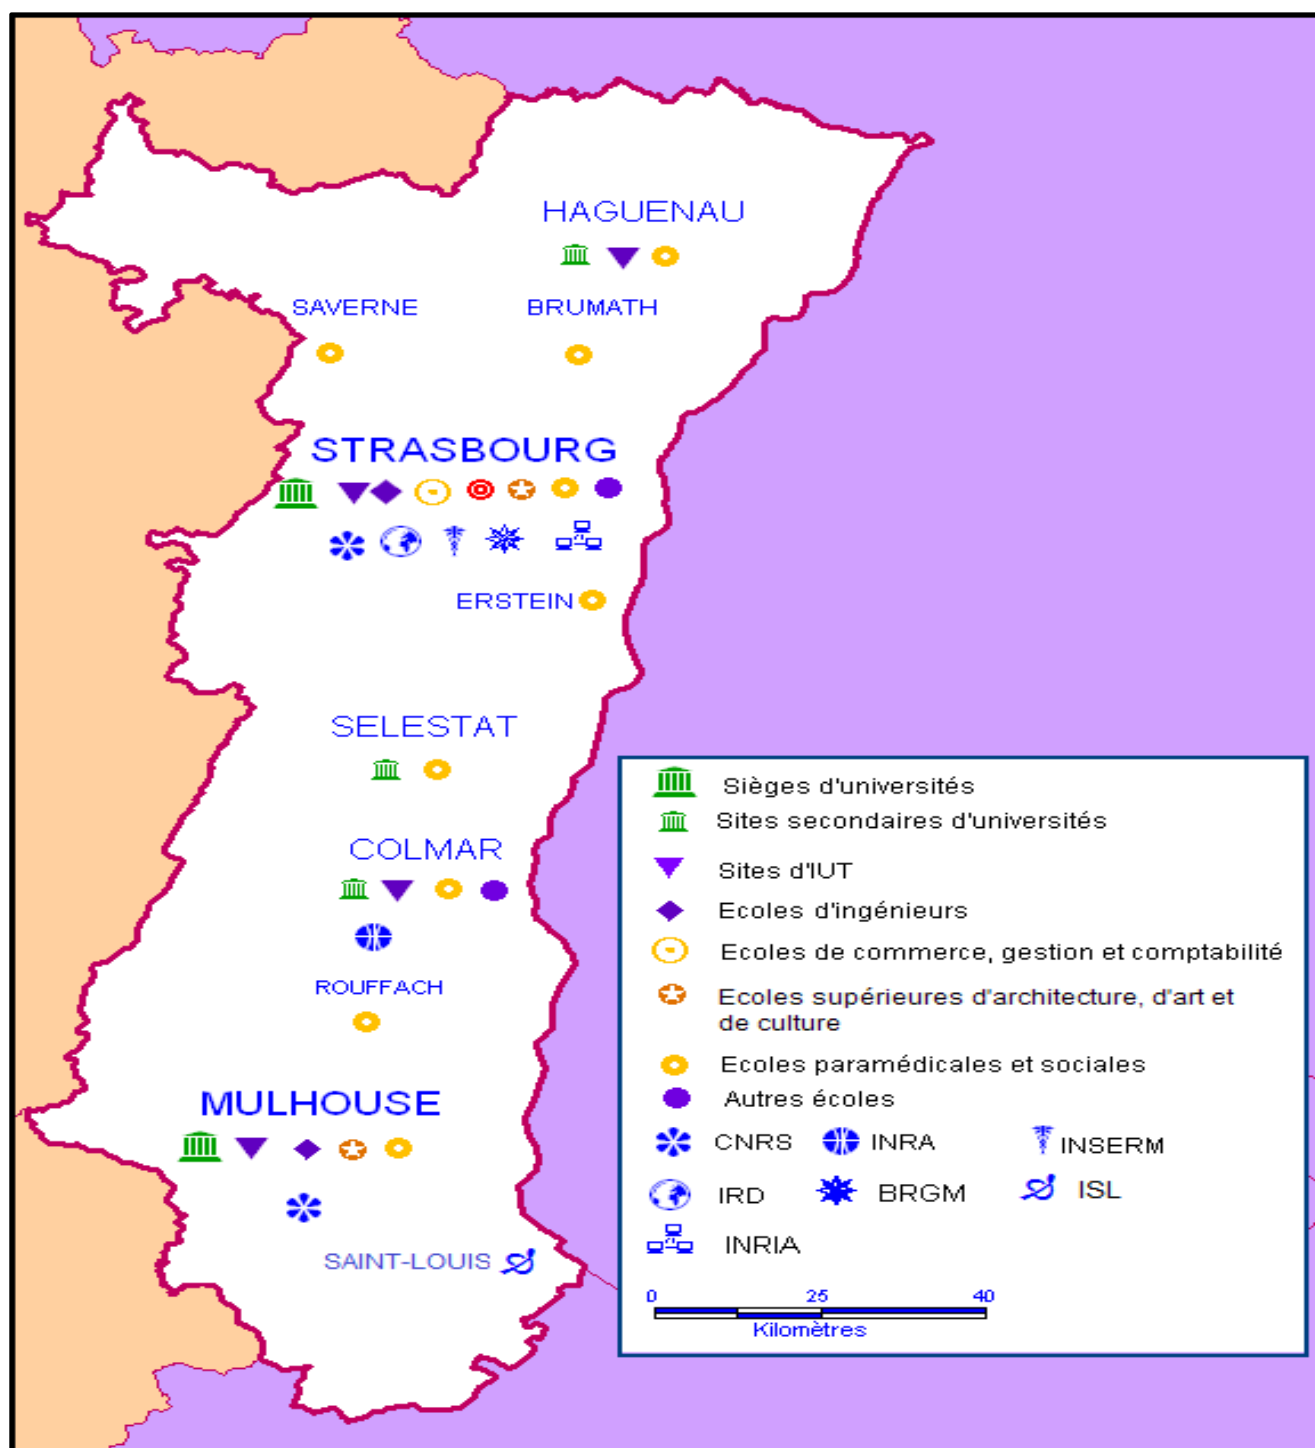 HAGUENAU
SAVERNE
BRUMATH
STRASBOURG
ERSTEIN
SELESTAT
COLMAR
ROUFFACH
MULHOUSE
SAINT-LOUIS
Sièges d'universités
Sites secondaires d'universités
Sites d'IUT
Ecoles d'ingénieurs
Ecoles de commerce, gestion et comptabilité
Ecoles supérieures d'architecture, d'art et
de culture
Ecoles paramédicales et sociales
Autres écoles
CNRS INRA INSERM
IRD BRGM ISL
INRIA
0 25 40
Kilomètres